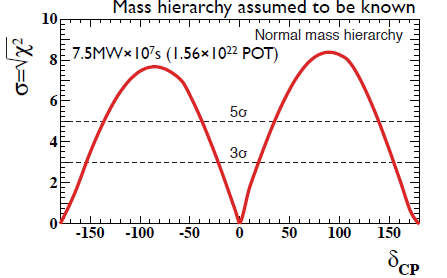 Mass hierarchy assumed to be known
Normal mass hierarchy
7.5MW×10⁷s (1.56×10²² POT)
σ=√χ²
10
8
6
4
2
0
5σ
3σ
-150 -100 -50 0 50 100 150
δCP